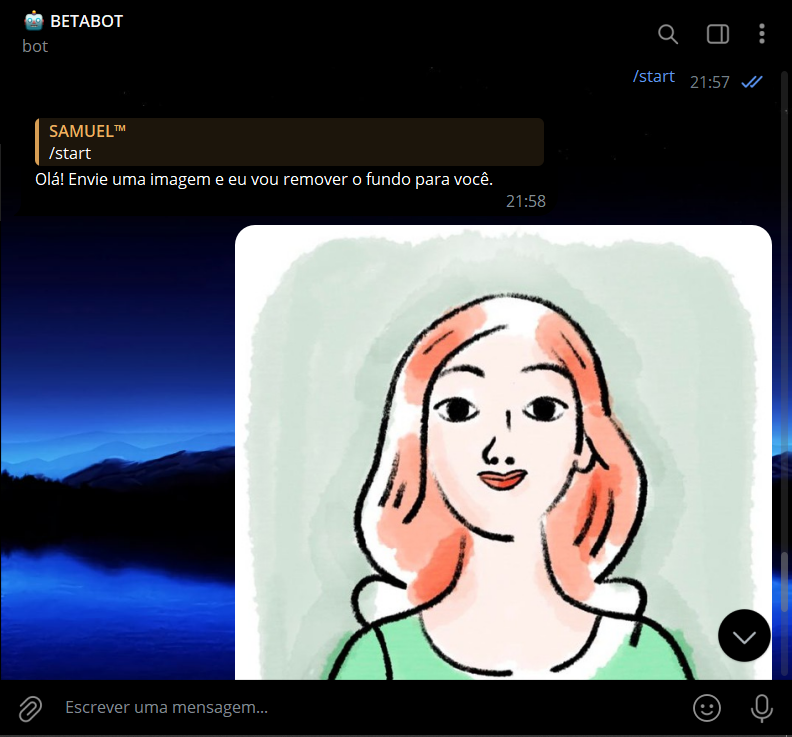 🤖 BETABOT
bot
/start 21:57
SAMUEL™
/start
Olá! Envie uma imagem e eu vou remover o fundo para você.
21:58
Escrever uma mensagem...